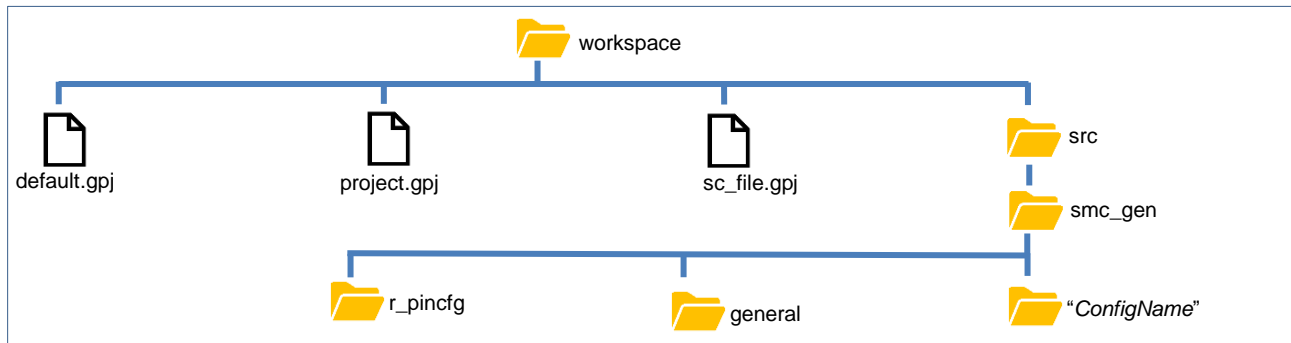 workspace
default.gpj
project.gpj
sc_file.gpj
src
smc_gen
r_pincfg
general
“ConfigName”